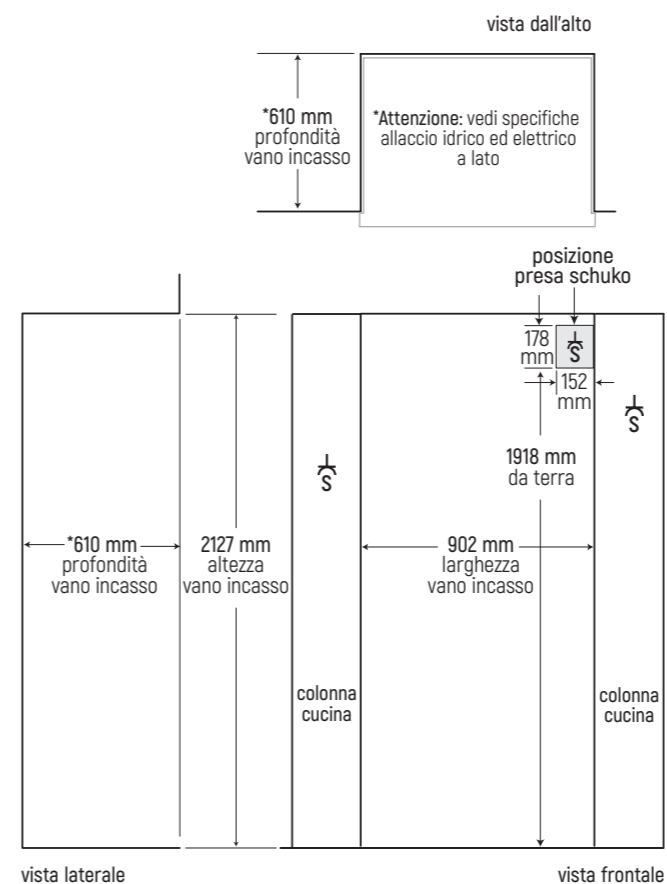 vista dall'alto
*610 mm
profondità
vano incasso
*Attenzione: vedi specifiche
allaccio idrico ed elettrico
a lato
posizione
presa schuko
178
mm
S
152
mm
S
S
1918 mm
da terra
*610 mm
profondità
vano incasso
2127 mm
altezza
vano incasso
902 mm
larghezza
vano incasso
colonna
cucina
colonna
cucina
vista laterale
vista frontale